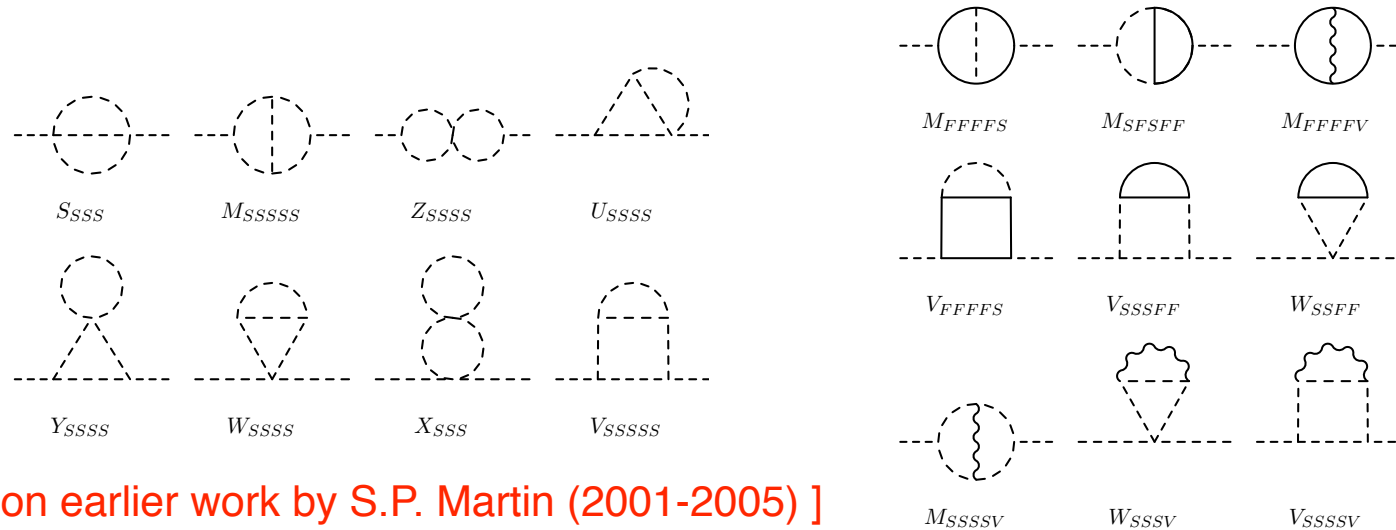 S_{SSS} M_{SSSSS} Z_{SSSS} U_{SSSS}
Y_{SSSS} W_{SSSS} X_{SSS} V_{SSSSS}
on earlier work by S.P. Martin (2001-2005) ]
M_{FFFFS} M_{SFSFF} M_{FFFFV}
V_{FFFFS} V_{SSSFF} W_{SSFF}
M_{SSSSV} W_{SSSV} V_{SSSSV}